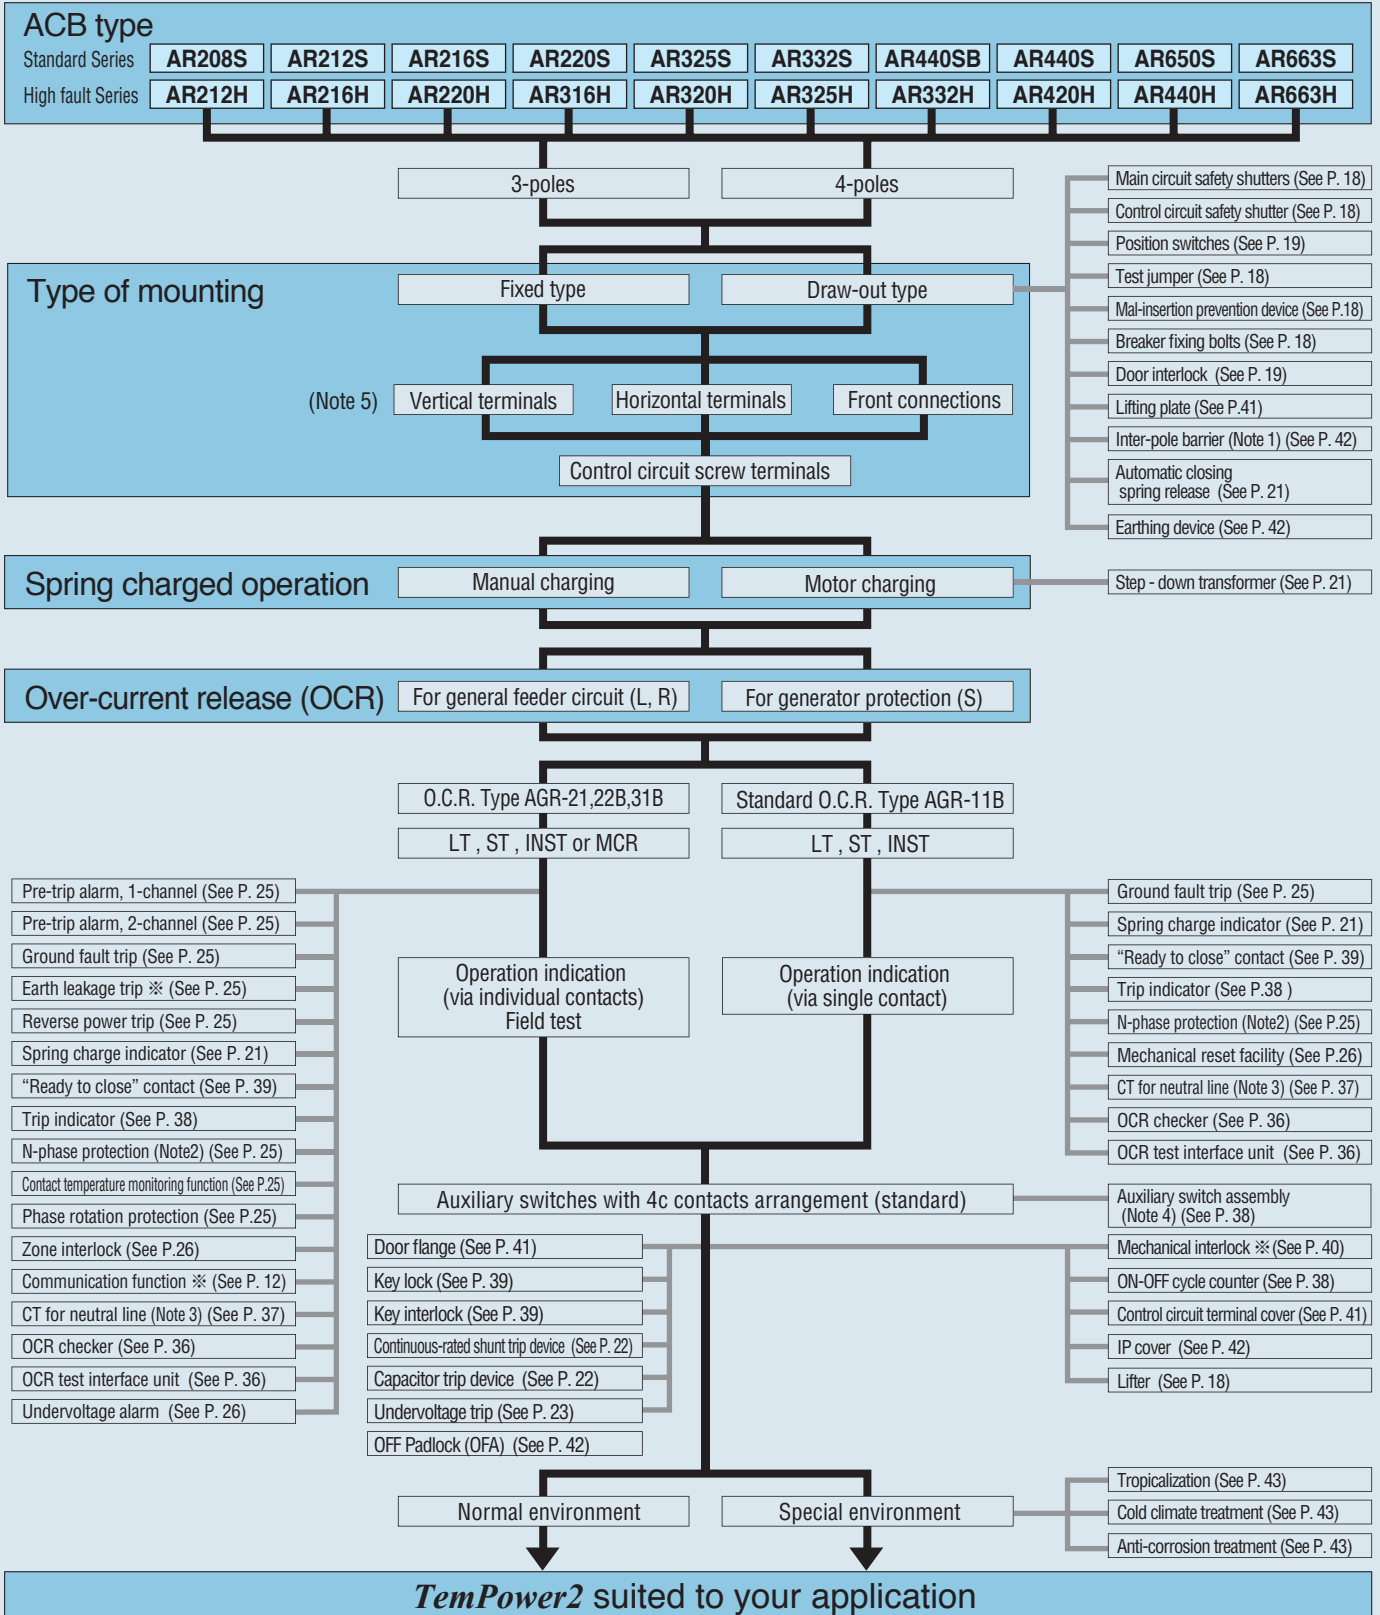 ACB type
Standard Series AR208S AR212S AR216S AR220S AR325S AR332S AR440SB AR440S AR650S AR663S
High fault Series AR212H AR216H AR220H AR316H AR320H AR325H AR332H AR420H AR440H AR663H
3-poles
4-poles
Main circuit safety shutters (See P. 18)
Control circuit safety shutter (See P. 18)
Position switches (See P. 19)
Test jumper (See P. 18)
Mal-insertion prevention device (See P.18)
Breaker fixing bolts (See P. 18)
Door interlock (See P. 19)
Lifting plate (See P.41)
Inter-pole barrier (Note 1) (See P. 42)
Automatic closing
spring release (See P. 21)
Earthing device (See P. 42)
Type of mounting
Fixed type
Draw-out type
(Note 5)
Vertical terminals
Horizontal terminals
Front connections
Control circuit screw terminals
Spring charged operation
Manual charging
Motor charging
Step - down transformer (See P. 21)
Over-current release (OCR)
For general feeder circuit (L, R)
For generator protection (S)
O.C.R. Type AGR-21,22B,31B
Standard O.C.R. Type AGR-11B
LT , ST , INST or MCR
LT , ST , INST
Pre-trip alarm, 1-channel (See P. 25)
Pre-trip alarm, 2-channel (See P. 25)
Ground fault trip (See P. 25)
Earth leakage trip ※ (See P. 25)
Reverse power trip (See P. 25)
Spring charge indicator (See P. 21)
“Ready to close” contact (See P. 39)
Trip indicator (See P. 38)
N-phase protection (Note2) (See P. 25)
Contact temperature monitoring function (See P.25)
Phase rotation protection (See P.25)
Zone interlock (See P.26)
Communication function ※ (See P. 12)
CT for neutral line (Note 3) (See P. 37)
OCR checker (See P. 36)
OCR test interface unit (See P. 36)
Undervoltage alarm (See P. 26)
Operation indication
(via individual contacts)
Field test
Operation indication
(via single contact)
Ground fault trip (See P. 25)
Spring charge indicator (See P. 21)
“Ready to close” contact (See P. 39)
Trip indicator (See P.38 )
N-phase protection (Note2) (See P.25)
Mechanical reset facility (See P.26)
CT for neutral line (Note 3) (See P. 37)
OCR checker (See P. 36)
OCR test interface unit (See P. 36)
Auxiliary switches with 4c contacts arrangement (standard)
Auxiliary switch assembly
(Note 4) (See P. 38)
Door flange (See P. 41)
Key lock (See P. 39)
Key interlock (See P. 39)
Continuous-rated shunt trip device (See P. 22)
Capacitor trip device (See P. 22)
Undervoltage trip (See P. 23)
OFF Padlock (OFA) (See P. 42)
Mechanical interlock ※(See P. 40)
ON-OFF cycle counter (See P. 38)
Control circuit terminal cover (See P. 41)
IP cover (See P. 42)
Lifter (See P. 18)
Normal environment
Special environment
Tropicalization (See P. 43)
Cold climate treatment (See P. 43)
Anti-corrosion treatment (See P. 43)
TemPower2 suited to your application